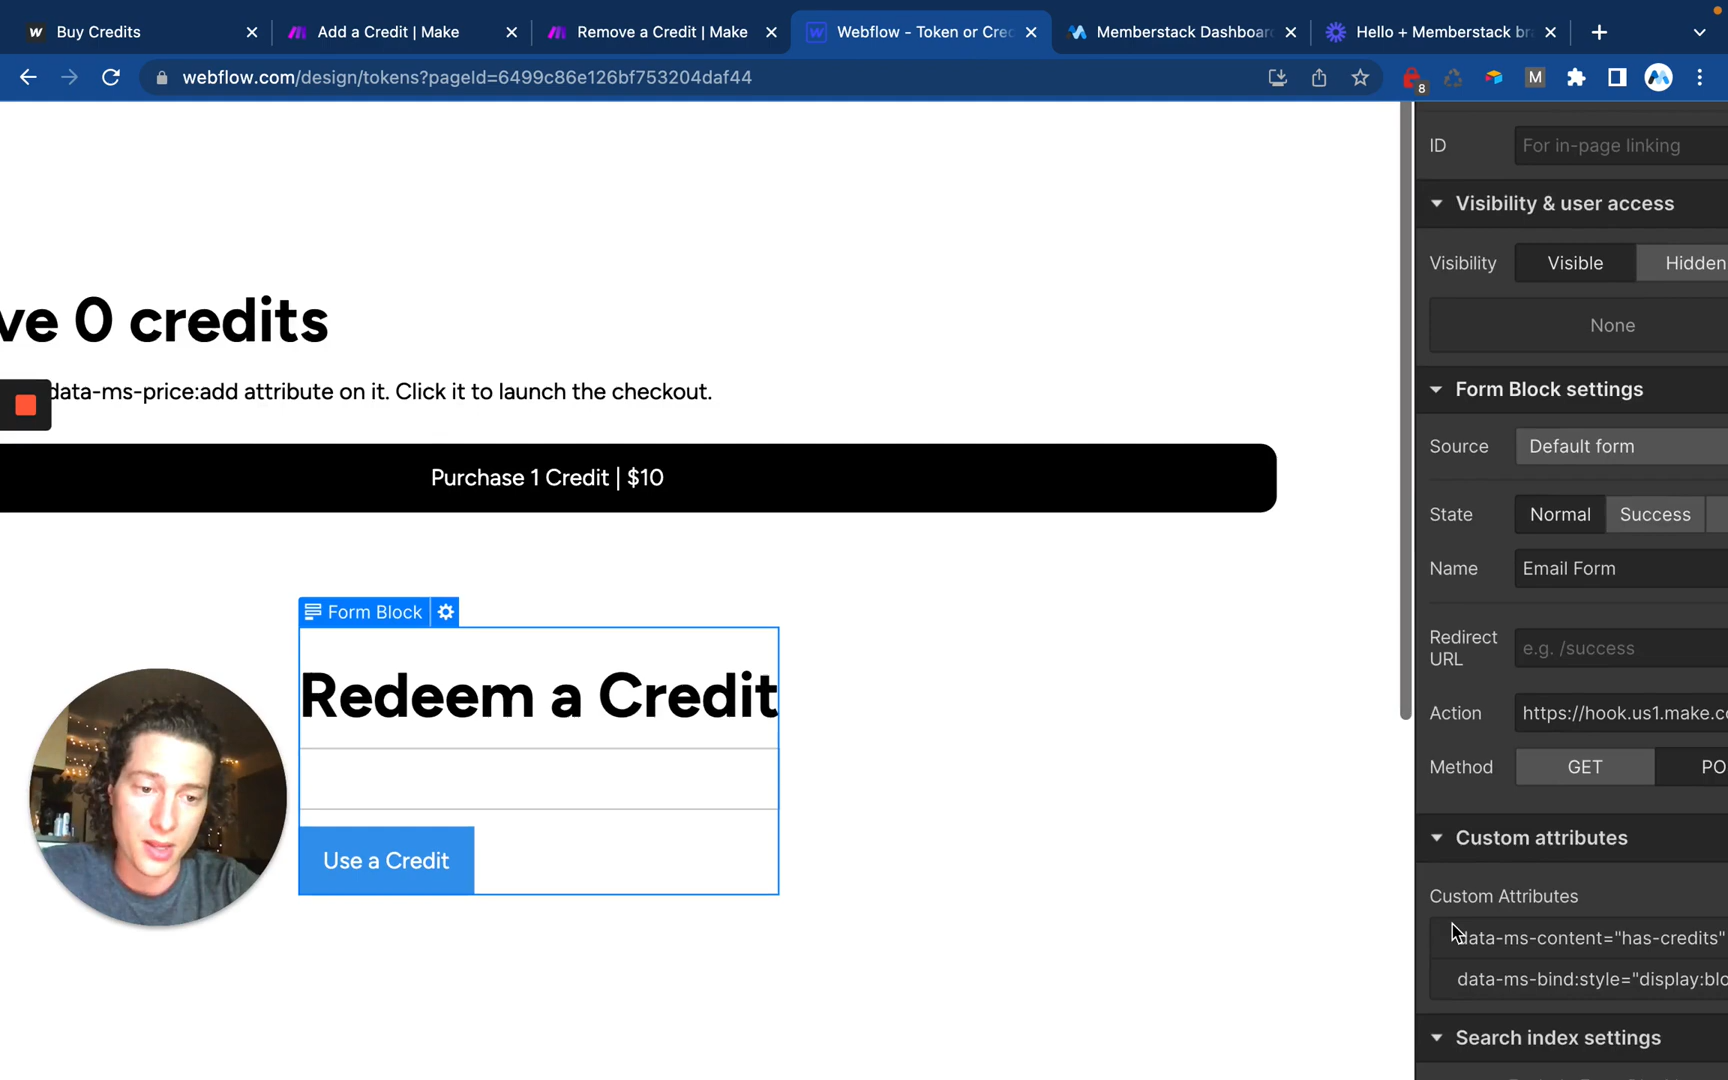 Buy Credits
Add a Credit | Make
Remove a Credit | Make
Webflow - Token or Cred
Memberstack Dashboar
Hello + Memberstack br
webflow.com/design/tokens?pageId=6499c86e126bf753204daf44
8
M
ID
For in-page linking
Visibility & user access
Visibility
Visible
Hidden
None
ve 0 credits
data-ms-price:add attribute on it. Click it to launch the checkout.
Purchase 1 Credit | $10
Form Block settings
Source
Default form
State
Normal
Success
Name
Email Form
Form Block
Redeem a Credit
Use a Credit
Redirect
URL
e.g. /success
Action
https://hook.us1.make.c
Method
GET
PO
Custom attributes
Custom Attributes
data-ms-content="has-credits"
data-ms-bind:style="display:blo
Search index settings